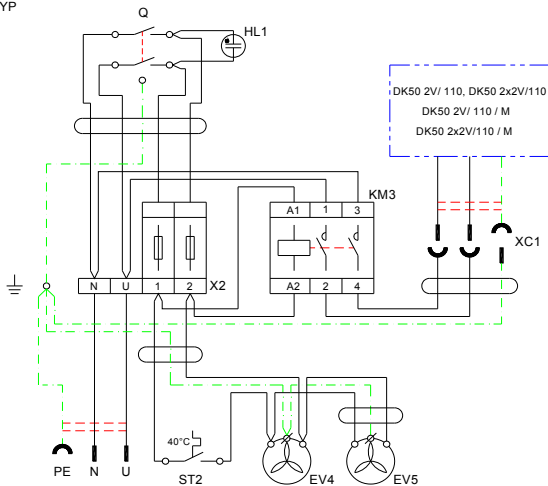 YP
Q
HL1
DK50 2V/ 110, DK50 2x2V/110
DK50 2V/ 110 / M
DK50 2x2V/110 / M
KM3
A1 1 3
XC1
N U 1 2 X2 A2 2 4
40°C
PE N U ST2 EV4 EV5